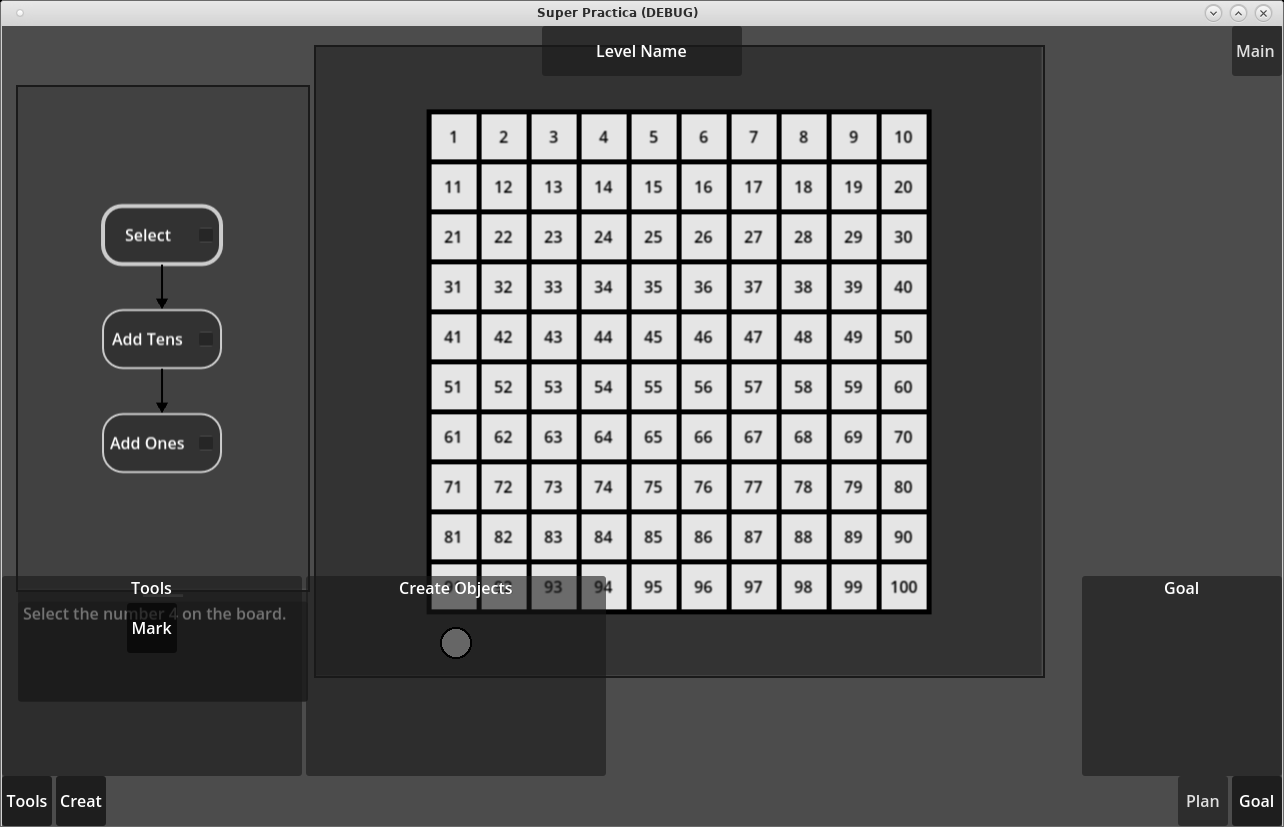 Super Practica (DEBUG)
Level Name
Main
1 2 3 4 5 6 7 8 9 10
11 12 13 14 15 16 17 18 19 20
21 22 23 24 25 26 27 28 29 30
31 32 33 34 35 36 37 38 39 40
41 42 43 44 45 46 47 48 49 50
51 52 53 54 55 56 57 58 59 60
61 62 63 64 65 66 67 68 69 70
71 72 73 74 75 76 77 78 79 80
81 82 83 84 85 86 87 88 89 90
93 94 95 96 97 98 99 100
Select
Add Tens
Add Ones
Tools
Select the number 4 on the board.
Mark
Create Objects
Goal
Tools
Creat
Plan
Goal